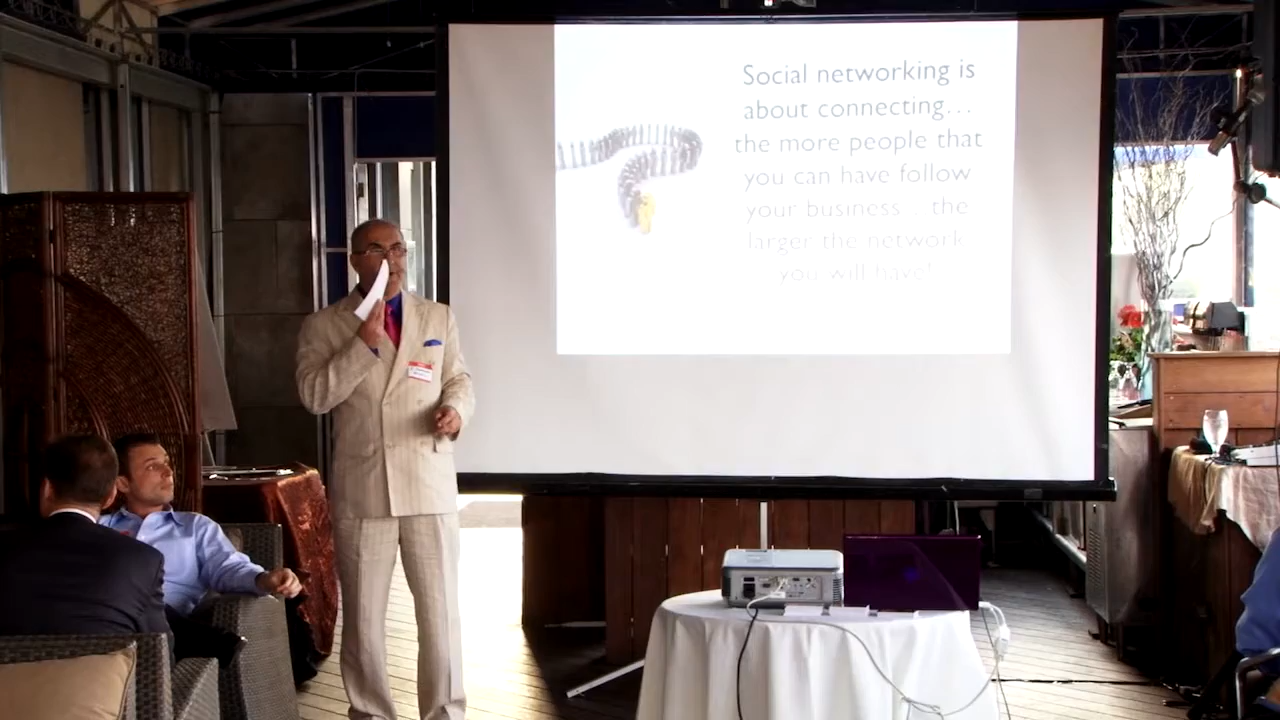 Social networking is
about connecting...
the more people that
you can have follow
your business... the
larger the network
you will have!